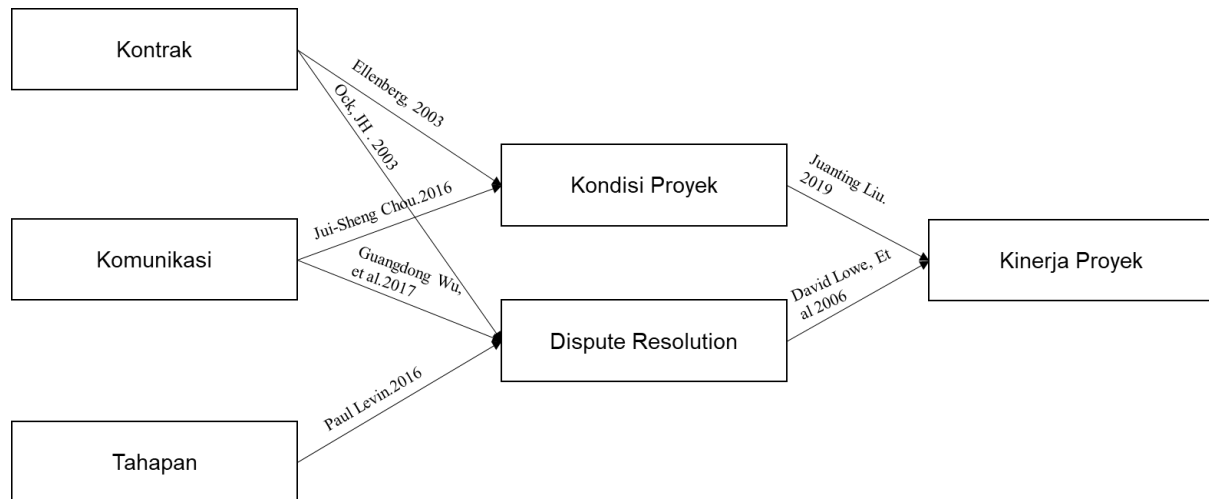 Kontrak
Ellenberg, 2003
Ock, JH . 2003
Kondisi Proyek
Juanting Liu.
2019
Jui-Sheng Chou.2016
Komunikasi
Kinerja Proyek
Guangdong Wu,
et al.2017
David Lowe, Et
al 2006
Dispute Resolution
Paul Levin.2016
Tahapan